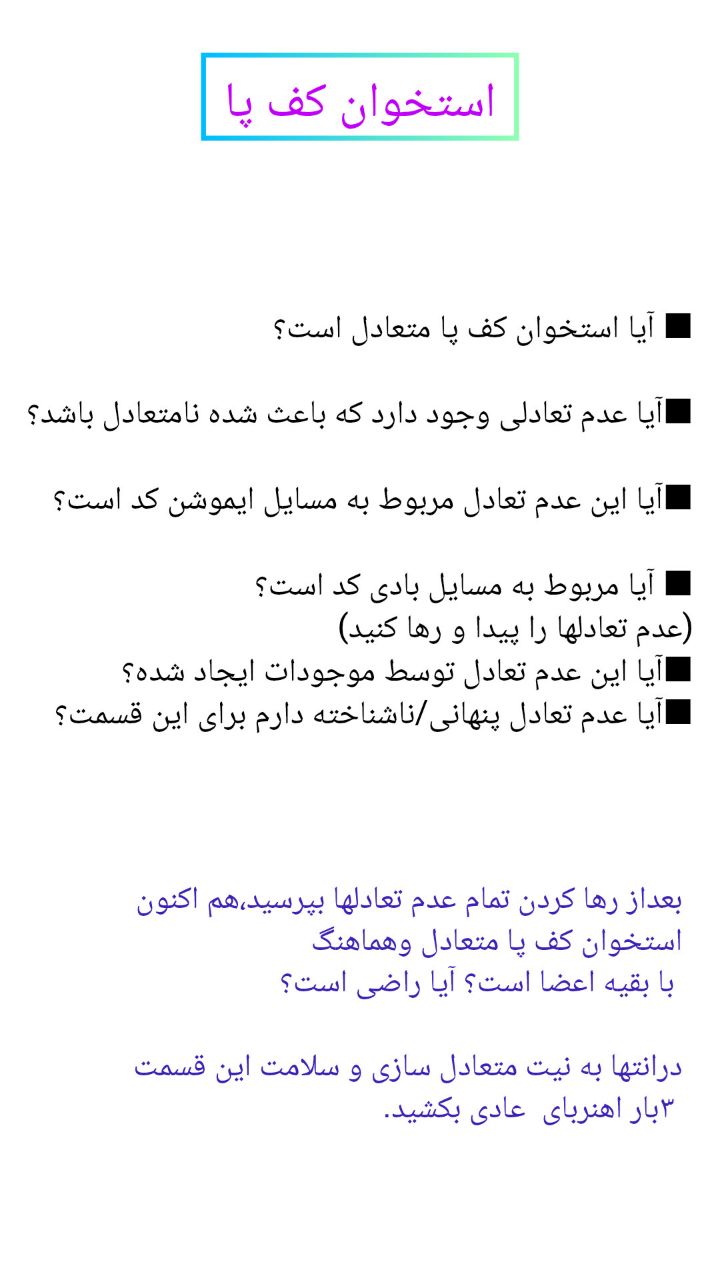 استخوان کف پا
■ آیا استخوان کف پا متعادل است؟
■آیا عدم تعادلی وجود دارد که باعث شده نامتعادل باشد؟
■آیا این عدم تعادل مربوط به مسایل ایموشن کد است؟
■ آیا مربوط به مسایل بادی کد است؟
(عدم تعادلها را پیدا و رها کنید)
■آیا این عدم تعادل توسط موجودات ایجاد شده؟
■آیا عدم تعادل پنهانی/ناشناخته دارم برای این قسمت؟
بعداز رها کردن تمام عدم تعادلها بپرسید،هم اکنون
استخوان کف پا متعادل وهماهنگ
با بقیه اعضا است؟ آیا راضی است؟
درانتها به نیت متعادل سازی و سلامت این قسمت
۳بار اهنربای عادی بکشید.